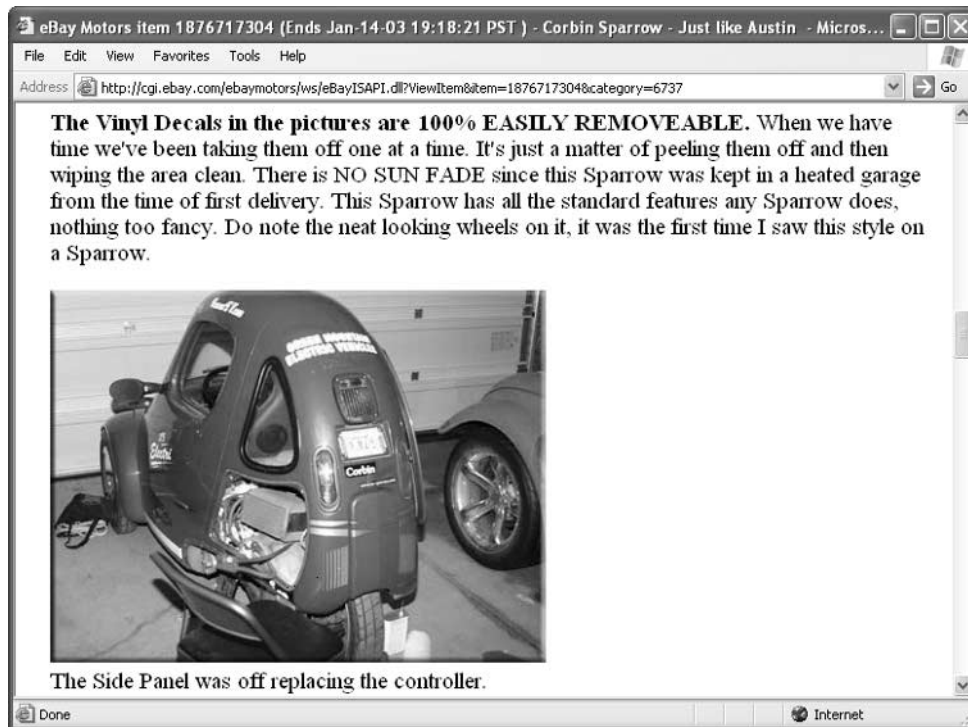 eBay Motors item 1876717304 (Ends Jan-14-03 19:18:21 PST ) - Corbin Sparrow - Just like Austin - Micros...
File Edit View Favorites Tools Help
Address http://cgi.ebay.com/ebaymotors/ws/eBayISAPI.dll?ViewItem&item=1876717304&category=6737 Go
The Vinyl Decals in the pictures are 100% EASILY REMOVEABLE. When we have
time we've been taking them off one at a time. It's just a matter of peeling them off and then
wiping the area clean. There is NO SUN FADE since this Sparrow was kept in a heated garage
from the time of first delivery. This Sparrow has all the standard features any Sparrow does,
nothing too fancy. Do note the neat looking wheels on it, it was the first time I saw this style on
a Sparrow.
GREEN MOUNTAIN
ELECTRIC VEHICLES
Electric
Corbin
The Side Panel was off replacing the controller.
Done Internet